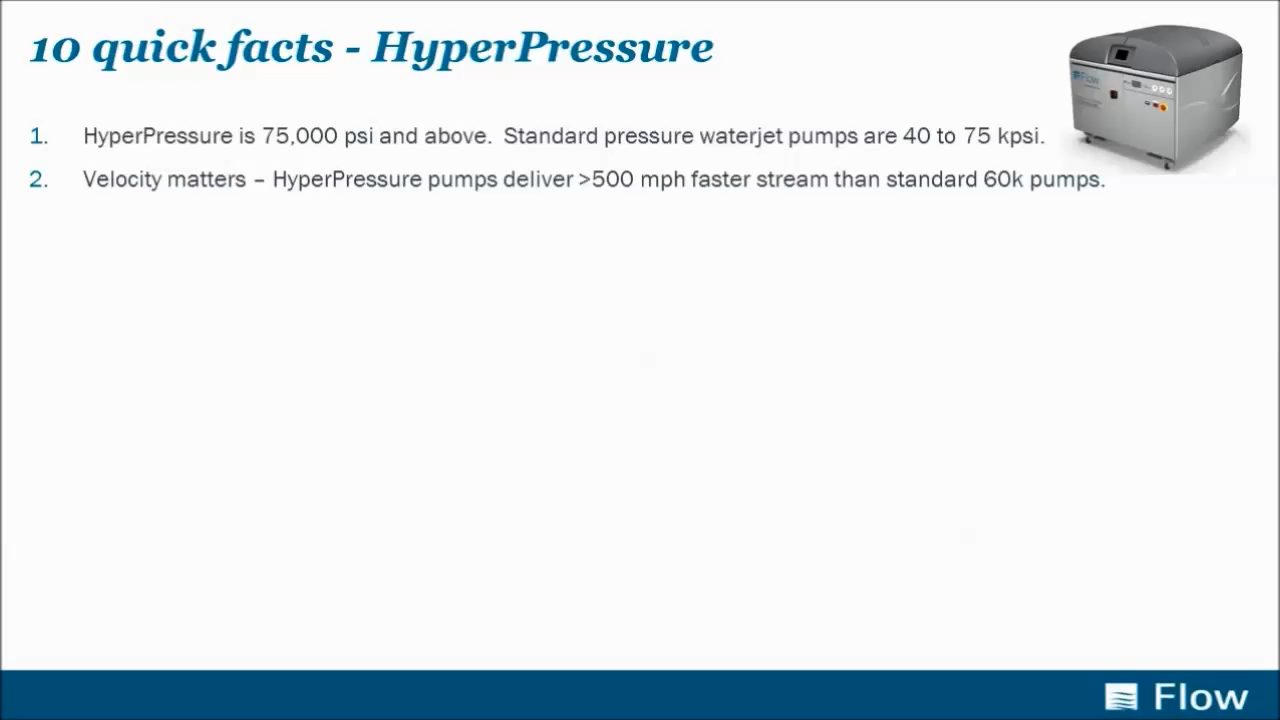 10 quick facts - HyperPressure
1. HyperPressure is 75,000 psi and above. Standard pressure waterjet pumps are 40 to 75 kpsi.
2. Velocity matters – HyperPressure pumps deliver >500 mph faster stream than standard 60k pumps.
Flow
Flow